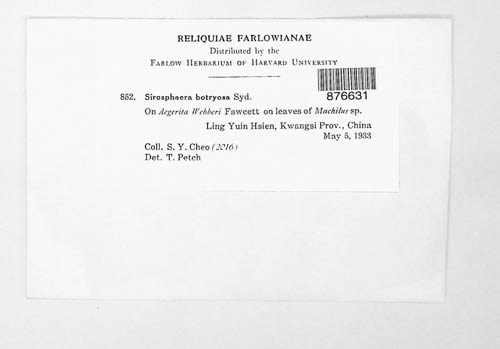 RELIQUIAE FARLOWIANAE
Distributed by the
FARLOW HERBARIUM OF HARVARD UNIVERSITY
876631
852. Sirosphaera botryosa Syd.
On Aegerita Webberi Fawcett on leaves of Machilus sp.
Ling Yuin Hsien, Kwangsi Prov., China
May 5, 1933
Coll. S. Y. Cheo (2016)
Det. T. Petch